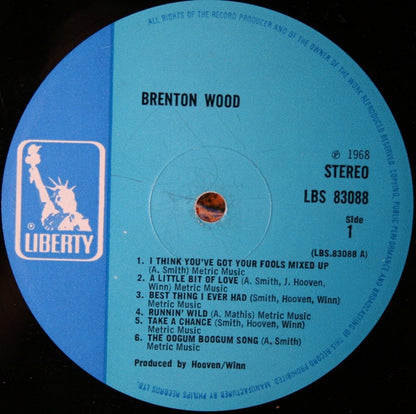 ALL RIGHTS OF THE RECORD PRODUCER AND OF THE OWNER OF THE WORK REPRODUCED RESERVED. COPYING, PUBLIC PERFORMANCE AND BROADCASTING OF THIS RECORD PROHIBITED. MANUFACTURED BY PHILIPS RECORDS LTD.
BRENTON WOOD
℗ 1968
STEREO
LBS 83088
Side
1
(LBS.83088 A)
® LIBERTY
1. I THINK YOU'VE GOT YOUR FOOLS MIXED UP
(A. Smith) Metric Music
2. A LITTLE BIT OF LOVE (A. Smith, J. Hooven,
Winn) Metric Music
3. BEST THING I EVER HAD (Smith, Hooven, Winn)
Metric Music
4. RUNNIN' WILD (A. Mathis) Metric Music
5. TAKE A CHANCE (Smith, Hooven, Winn)
Metric Music
6. THE OOGUM BOOGUM SONG (A. Smith)
Metric Music
Produced by Hooven/Winn